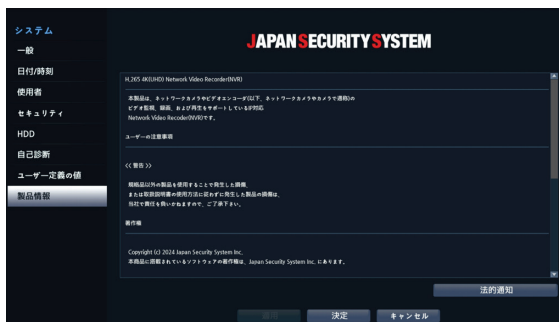 システム
一般
日付/時刻
使用者
セキュリティ
HDD
自己診断
ユーザー定義の値
製品情報
JAPAN SECURITY SYSTEM
H.265 4K(UHD) Network Video Recorder(NVR)
本製品は、ネットワークカメラやビデオエンコーダ(以下、ネットワークカメラやカメラで通称)の
ビデオ監視、録画、および再生をサポートしているIP対応
Network Video Recoder(NVR)です。
ユーザーの注意事項
<< 警告 >>
規格品以外の製品を使用することで発生した損傷、
または取扱説明書の使用方法に従わずに発生した製品の損傷は、
当社で責任を負いかねますので、ご了承下さい。
著作権
Copyright (c) 2024 Japan Security System Inc.
本商品に搭載されているソフトウェアの著作権は、Japan Security System Inc. にあります。
法的通知
適用
決定
キャンセル